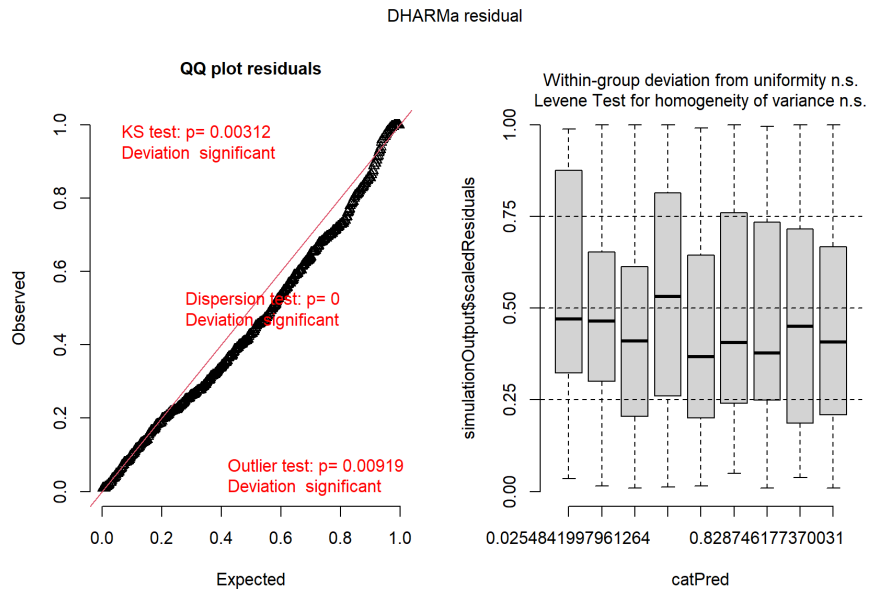 DHARMa residual
QQ plot residuals
KS test: p= 0.00312
Deviation  significant
Dispersion test: p= 0
Deviation  significant
Outlier test: p= 0.00919
Deviation  significant
Observed
0.0
0.2
0.4
0.6
0.8
1.0
0.0 0.2 0.4 0.6 0.8 1.0
Expected
Within-group deviation from uniformity n.s.
Levene Test for homogeneity of variance n.s.
simulationOutput$scaledResiduals
0.00
0.25
0.50
0.75
1.00
0.0254841997961264 0.828746177370031
catPred